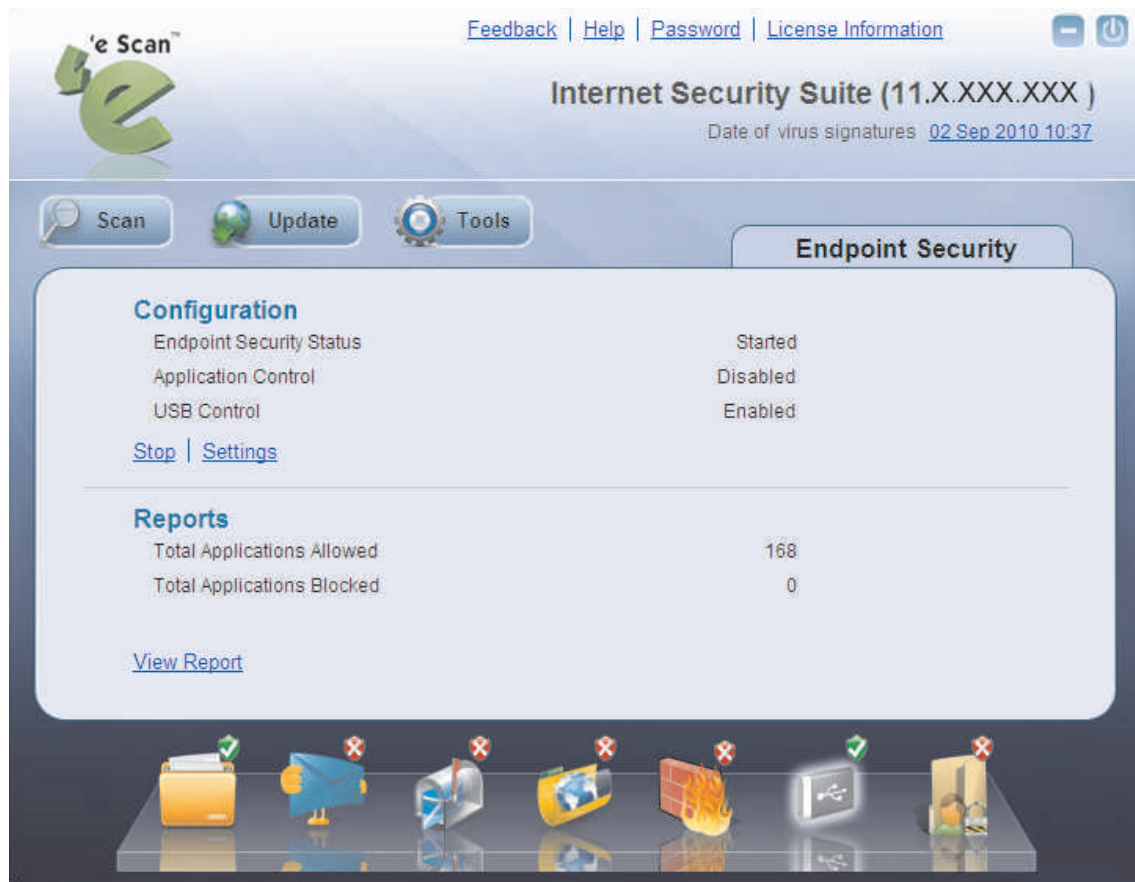 'e Scan™
Feedback | Help | Password | License Information
Internet Security Suite (11.X.XXX.XXX )
Date of virus signatures 02 Sep 2010 10:37
Scan
Update
Tools
Endpoint Security
Configuration
Endpoint Security Status Started
Application Control Disabled
USB Control Enabled
Stop | Settings
Reports
Total Applications Allowed 168
Total Applications Blocked 0
View Report